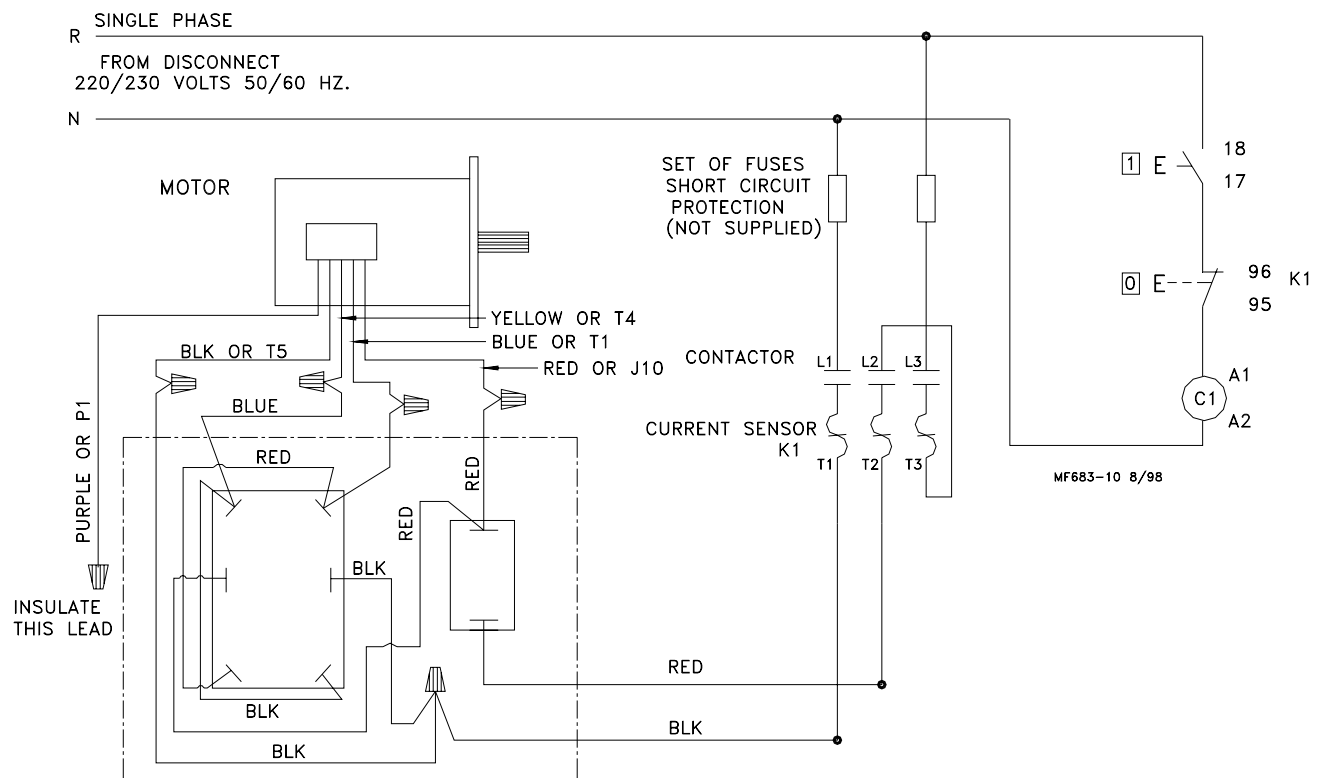 SINGLE PHASE
R
FROM DISCONNECT
220/230 VOLTS 50/60 HZ.
N
MOTOR
SET OF FUSES
SHORT CIRCUIT
PROTECTION
(NOT SUPPLIED)
1 E
18
17
0 E
96
95
K1
YELLOW OR T4
BLUE OR T1
RED OR J10
BLK OR T5
CONTACTOR
L1
L2
L3
A1
C1
A2
BLUE
CURRENT SENSOR
K1
T1
T2
T3
MF683-10 8/98
PURPLE OR P1
RED
RED
RED
BLK
INSULATE
THIS LEAD
RED
BLK
BLK
BLK